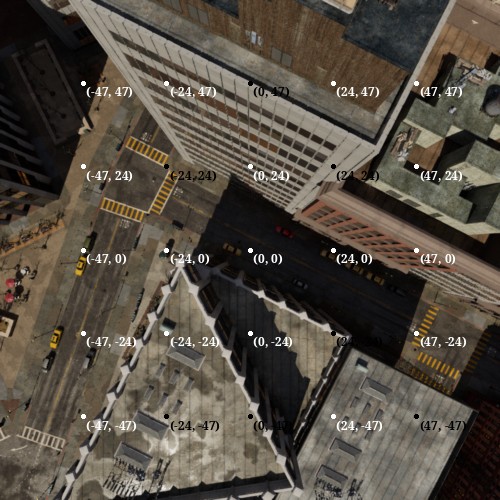 (-47, 47) (-24, 47) (0, 47) (24, 47) (47, 47)
(-47, 24) (-24, 24) (0, 24) (24, 24) (47, 24)
(-47, 0) (-24, 0) (0, 0) (24, 0) (47, 0)
(-47, -24) (-24, -24) (0, -24) (47, -24)
(-47, -47) (-24, -47) (24, -47) (47, -47)